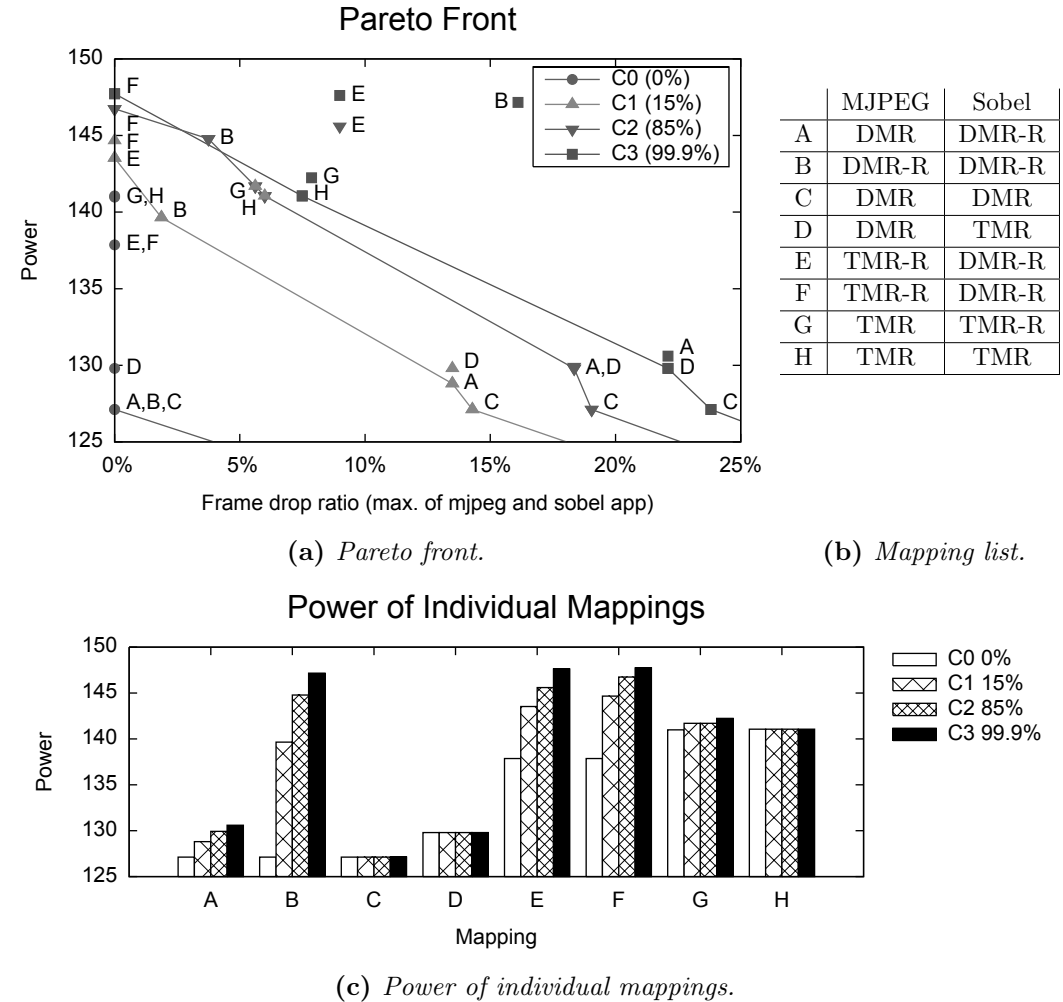 Pareto Front
150
145
140
135
130
125
Power
0%
5%
10%
15%
20%
25%
Frame drop ratio (max. of mjpeg and sobel app)
C0 (0%)
C1 (15%)
C2 (85%)
C3 (99.9%)
F
F
F
E
G,H
E,F
D
A,B,C
B
B
G
H
E
E
G
H
B
D
A
C
A,D
C
A
D
C
(a) Pareto front.
MJPEG Sobel
A DMR DMR-R
B DMR-R DMR-R
C DMR DMR
D DMR TMR
E TMR-R DMR-R
F TMR-R DMR-R
G TMR TMR-R
H TMR TMR
(b) Mapping list.
Power of Individual Mappings
150
145
140
135
130
125
Power
A B C D E F G H
Mapping
C0 0%
C1 15%
C2 85%
C3 99.9%
(c) Power of individual mappings.